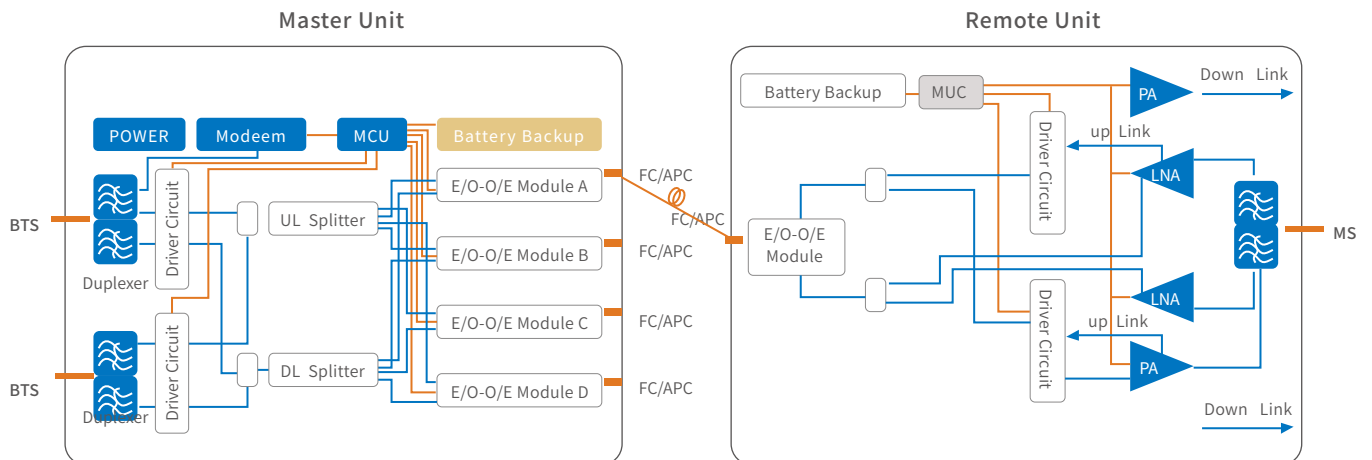 Master Unit
Remote Unit
POWER
Modeem
MCU
Battery Backup
BTS
Duplexer
Driver Circuit
UL Splitter
E/O-O/E Module A
E/O-O/E Module B
E/O-O/E Module C
E/O-O/E Module D
FC/APC
FC/APC
FC/APC
FC/APC
FC/APC
BTS
Duplexer
Driver Circuit
DL Splitter
Battery Backup
MUC
PA
Down Link
Driver Circuit
up Link
LNA
E/O-O/E
Module
MS
LNA
Driver Circuit
up Link
PA
Down Link